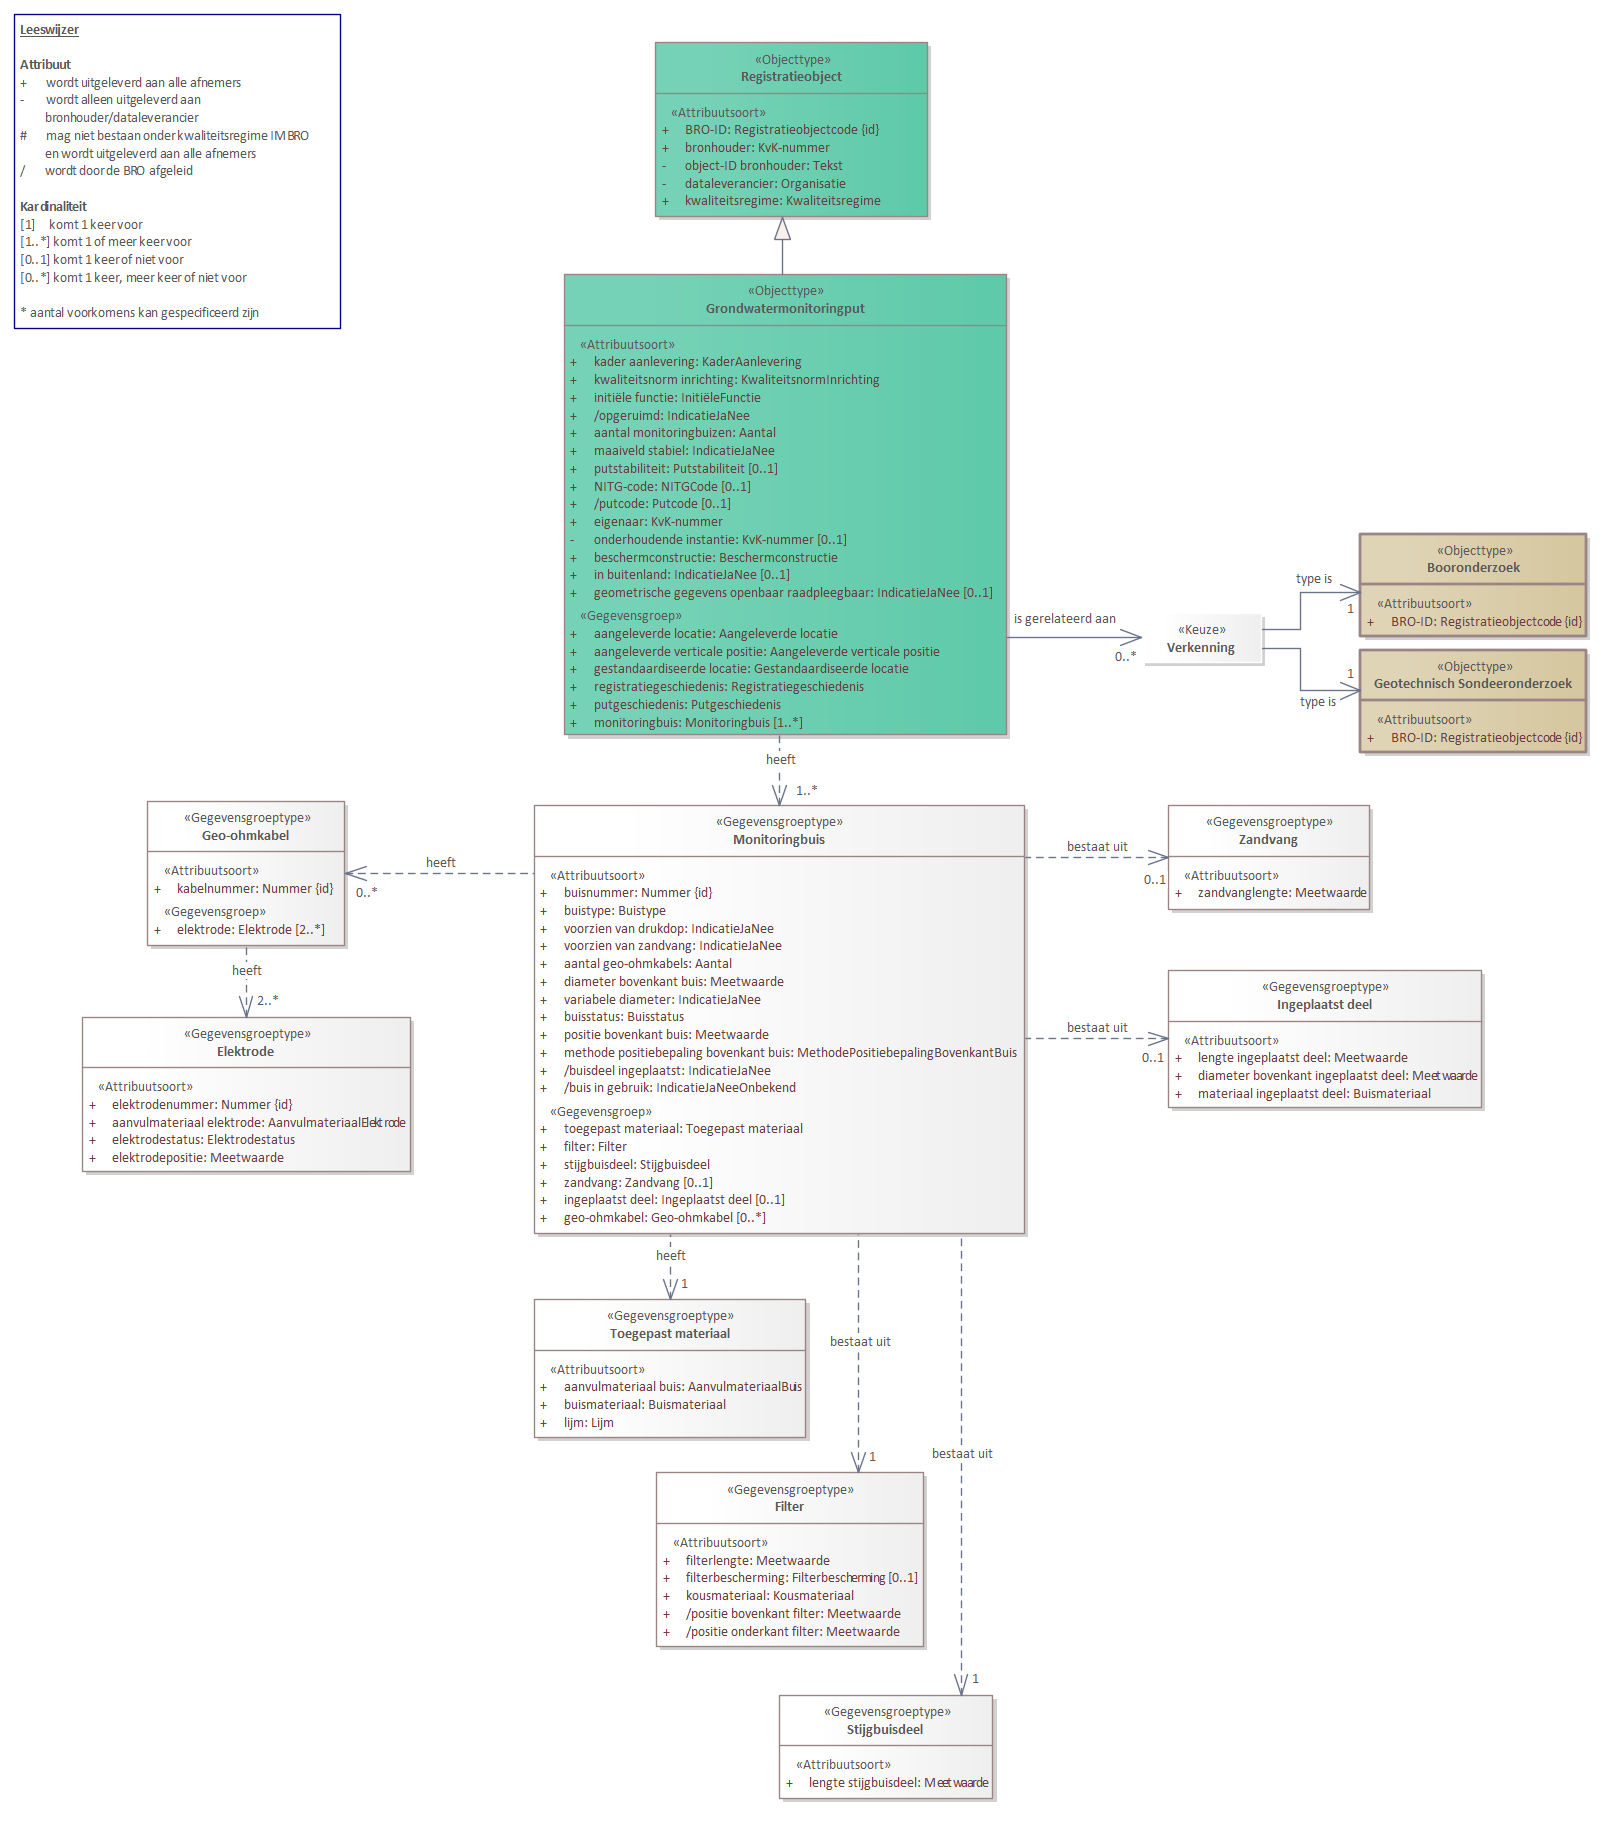 Leeswijzer
Attribuut
+ wordt uitgeleverd aan alle afnemers
- wordt alleen uitgeleverd aan
bronhouder/dataleverancier
# mag niet bestaan onder kwaliteitsregime IMBRO
en wordt uitgeleverd aan alle afnemers
/ wordt door de BRO afgeleid
Kardinaliteit
[1] komt 1 keer voor
[1..*] komt 1 of meer keer voor
[0..1] komt 1 keer of niet voor
[0..*] komt 1 keer, meer keer of niet voor
* aantal voorkomens kan gespecificeerd zijn
«Objecttype»
Registratieobject
«Attribuutsoort»
+ BRO-ID: Registratieobjectcode {id}
+ bronhouder: KvK-nummer
- object-ID bronhouder: Tekst
- dataleverancier: Organisatie
+ kwaliteitsregime: Kwaliteitsregime
«Objecttype»
Grondwatermonitoringput
«Attribuutsoort»
+ kader aanlevering: KaderAanlevering
+ kwaliteitsnorm inrichting: KwaliteitsnormInrichting
+ initiële functie: InitiëleFunctie
+ /opgeruimd: IndicatieJaNee
+ aantal monitoringbuizen: Aantal
+ maaiveld stabiel: IndicatieJaNee
+ putstabiliteit: Putstabiliteit [0..1]
+ NITG-code: NITGCode [0..1]
+ /putcode: Putcode [0..1]
+ eigenaar: KvK-nummer
- onderhoudende instantie: KvK-nummer [0..1]
+ beschermconstructie: Beschermconstructie
+ in buitenland: IndicatieJaNee [0..1]
+ geometrische gegevens openbaar raadpleegbaar: IndicatieJaNee [0..1]
«Gegevensgroep»
+ aangeleverde locatie: Aangeleverde locatie
+ aangeleverde verticale positie: Aangeleverde verticale positie
+ gestandaardiseerde locatie: Gestandaardiseerde locatie
+ registratiegeschiedenis: Registratiegeschiedenis
+ putgeschiedenis: Putgeschiedenis
+ monitoringbuis: Monitoringbuis [1..*]
is gerelateerd aan
0..*
«Keuze»
Verkenning
type is
1
«Objecttype»
Booronderzoek
«Attribuutsoort»
+ BRO-ID: Registratieobjectcode {id}
1
type is
«Objecttype»
Geotechnisch Sondeeronderzoek
«Attribuutsoort»
+ BRO-ID: Registratieobjectcode {id}
heeft
1..*
«Gegevensgroeptype»
Geo-ohmkabel
«Attribuutsoort»
+ kabelnummer: Nummer {id}
«Gegevensgroep»
+ elektrode: Elektrode [2..*]
heeft
0..*
heeft
2..*
«Gegevensgroeptype»
Elektrode
«Attribuutsoort»
+ elektrodenummer: Nummer {id}
+ aanvulmateriaal elektrode: AanvulmateriaalElektrode
+ elektrodestatus: Elektrodestatus
+ elektrodepositie: Meetwaarde
«Gegevensgroeptype»
Monitoringbuis
«Attribuutsoort»
+ buisnummer: Nummer {id}
+ buistype: Buistype
+ voorzien van drukdop: IndicatieJaNee
+ voorzien van zandvang: IndicatieJaNee
+ aantal geo-ohmkabels: Aantal
+ diameter bovenkant buis: Meetwaarde
+ variabele diameter: IndicatieJaNee
+ buisstatus: Buisstatus
+ positie bovenkant buis: Meetwaarde
+ methode positiebepaling bovenkant buis: MethodePositiebepalingBovenkantBuis
+ /buisdeel ingeplaatst: IndicatieJaNee
+ /buis in gebruik: IndicatieJaNeeOnbekend
«Gegevensgroep»
+ toegepast materiaal: Toegepast materiaal
+ filter: Filter
+ stijgbuisdeel: Stijgbuisdeel
+ zandvang: Zandvang [0..1]
+ ingeplaatst deel: Ingeplaatst deel [0..1]
+ geo-ohmkabel: Geo-ohmkabel [0..*]
bestaat uit
0..1
«Gegevensgroeptype»
Zandvang
«Attribuutsoort»
+ zandvanglengte: Meetwaarde
bestaat uit
0..1
«Gegevensgroeptype»
Ingeplaatst deel
«Attribuutsoort»
+ lengte ingeplaatst deel: Meetwaarde
+ diameter bovenkant ingeplaatst deel: Meetwaarde
+ materiaal ingeplaatst deel: Buismateriaal
heeft
1
«Gegevensgroeptype»
Toegepast materiaal
«Attribuutsoort»
+ aanvulmateriaal buis: AanvulmateriaalBuis
+ buismateriaal: Buismateriaal
+ lijm: Lijm
bestaat uit
1
«Gegevensgroeptype»
Filter
«Attribuutsoort»
+ filterlengte: Meetwaarde
+ filterbescherming: Filterbescherming [0..1]
+ kousmateriaal: Kousmateriaal
+ /positie bovenkant filter: Meetwaarde
+ /positie onderkant filter: Meetwaarde
bestaat uit
1
«Gegevensgroeptype»
Stijgbuisdeel
«Attribuutsoort»
+ lengte stijgbuisdeel: Meetwaarde